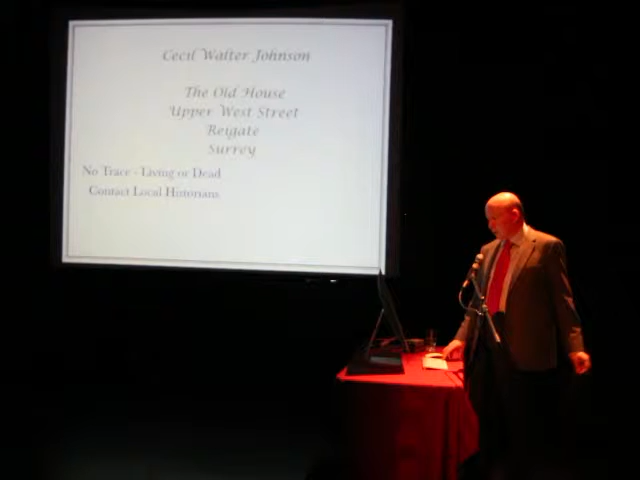 Cecil Walter Johnson
The Old House
Upper West Street
Reigate
Surrey
No Trace - Living or Dead
Contact Local Historians